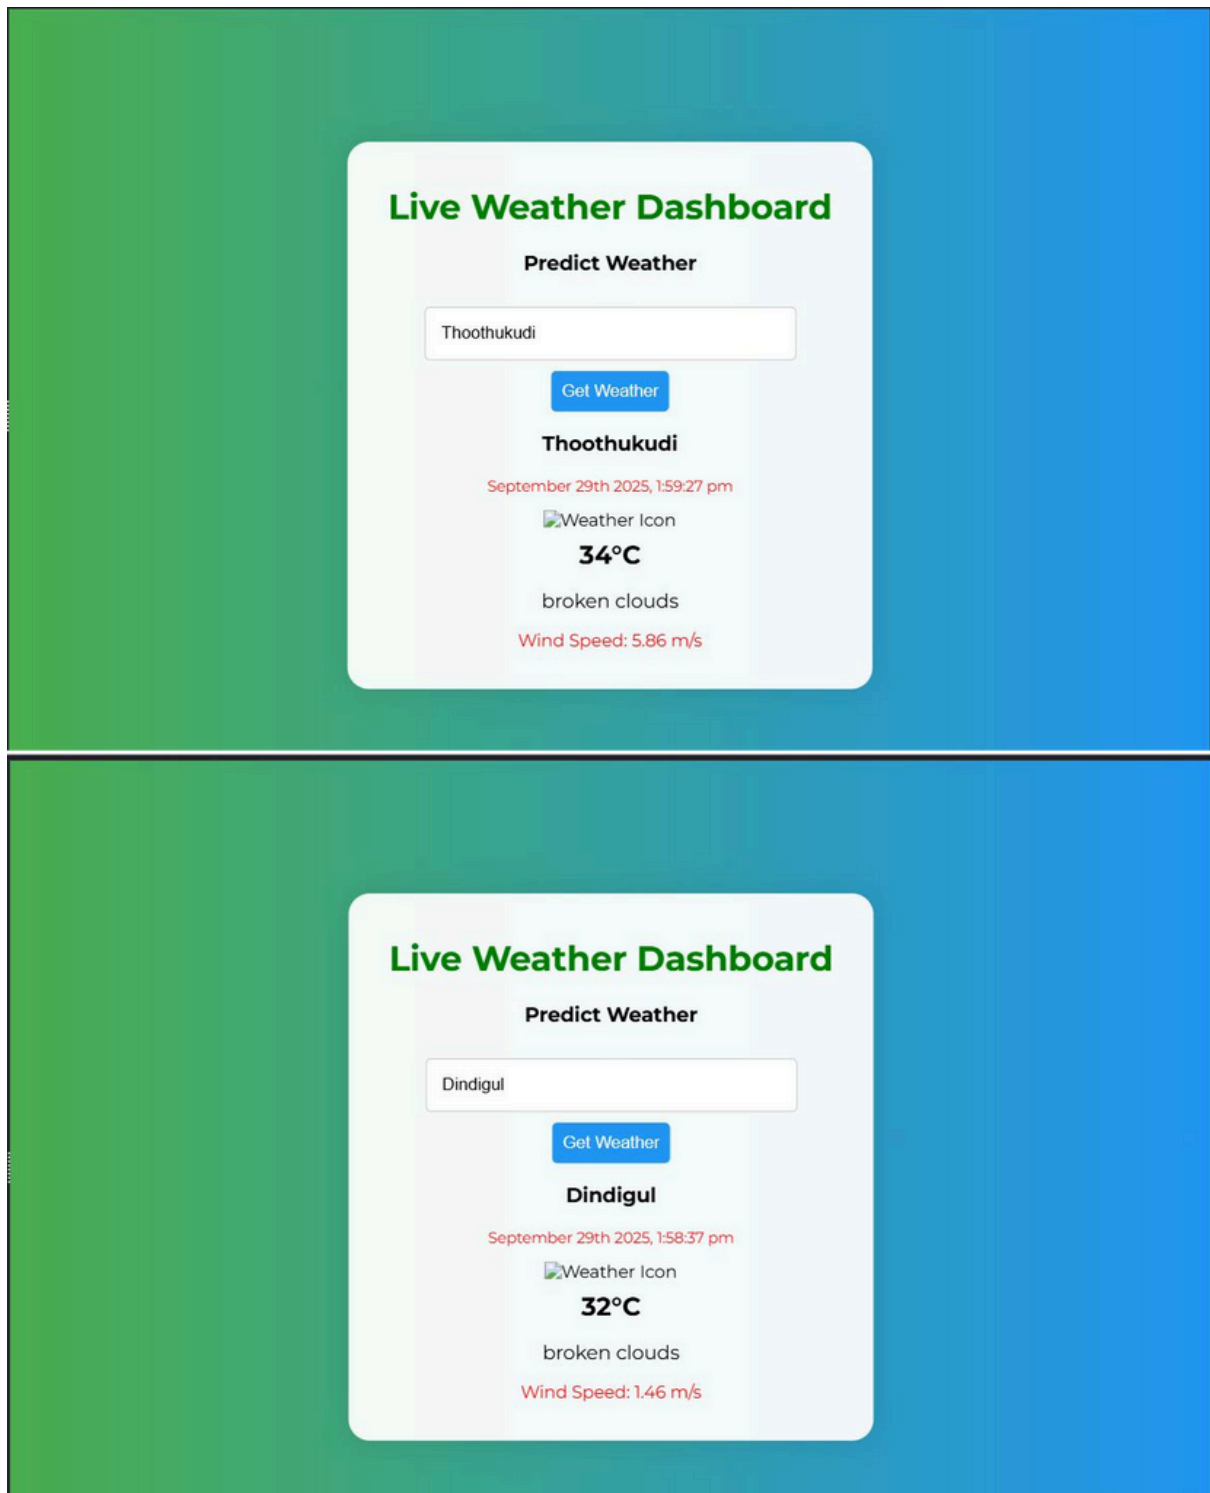 Live Weather Dashboard
Predict Weather
Thoothukudi
Get Weather
Thoothukudi
September 29th 2025, 1:59:27 pm
Weather Icon
34°C
broken clouds
Wind Speed: 5.86 m/s
Live Weather Dashboard
Predict Weather
Dindigul
Get Weather
Dindigul
September 29th 2025, 1:58:37 pm
Weather Icon
32°C
broken clouds
Wind Speed: 1.46 m/s